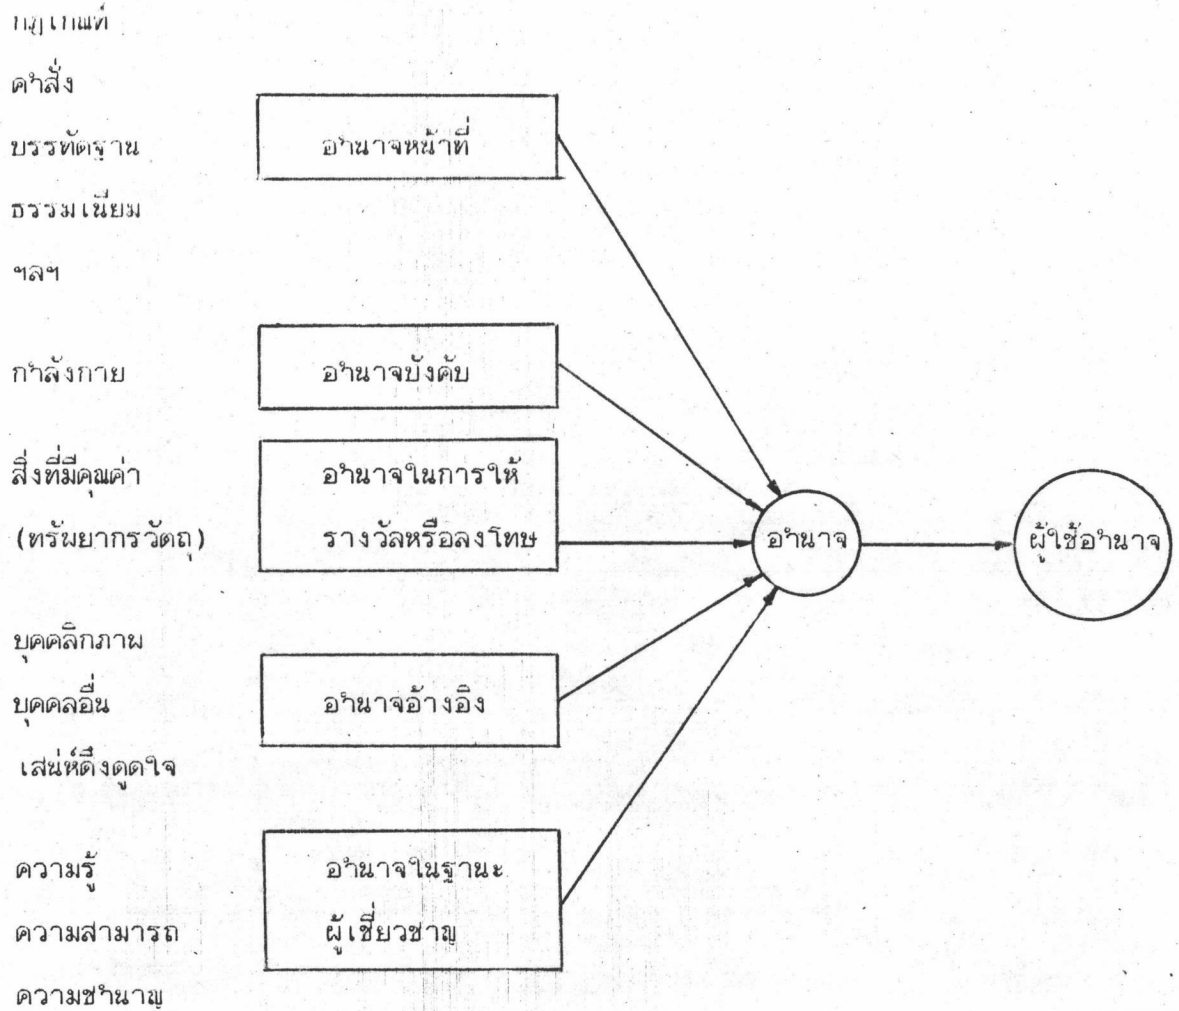 กฎเกณฑ์
คำสั่ง
บรรทัดฐาน
ธรรมเนียม
ฯลฯ
อำนาจหน้าที่
กำลังกาย
อำนาจบังคับ
สิ่งที่มีคุณค่า
(ทรัพยากรวัตถุ)
อำนาจในการให้
รางวัลหรือลงโทษ
บุคคลิกภาพ
บุคคลอื่น
เสน่ห์ดึงดูดใจ
อำนาจอ้างอิง
ความรู้
ความสามารถ
ความชำนาญ
อำนาจในฐานะ
ผู้เชี่ยวชาญ
อำนาจ
ผู้ใช้อำนาจ